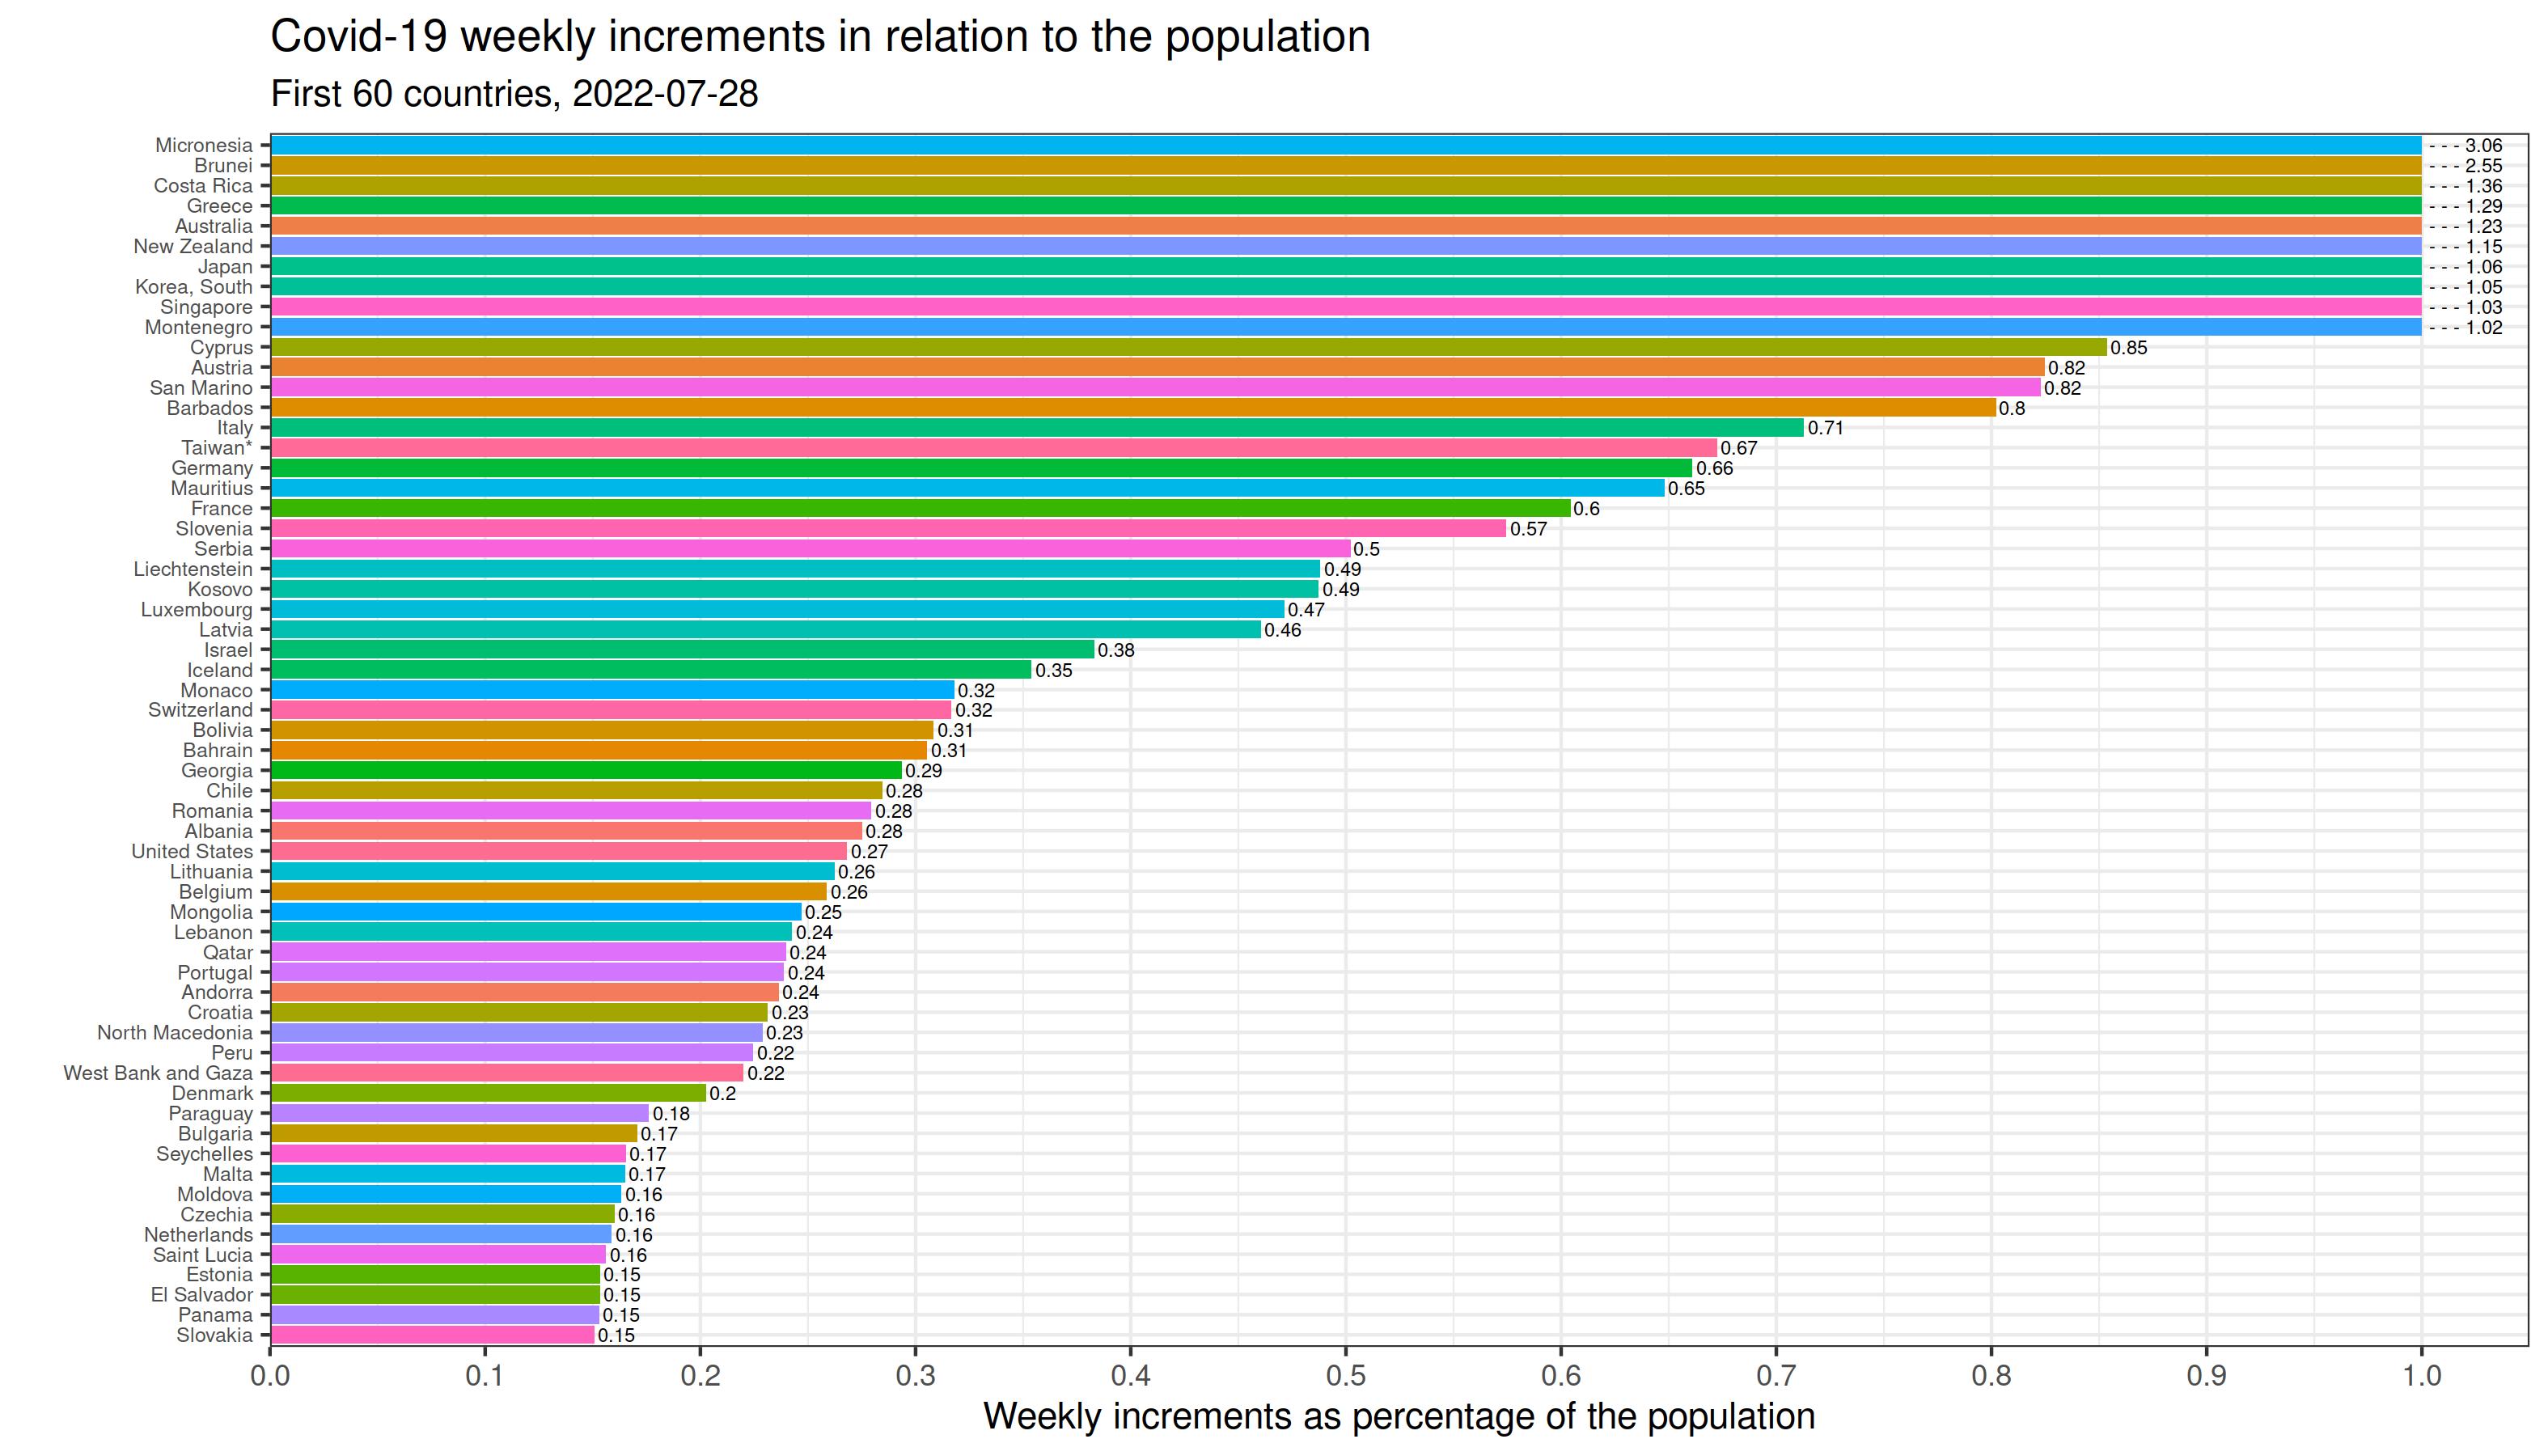 Covid-19 weekly increments in relation to the population
First 60 countries, 2022-07-28
Micronesia - - - 3.06
Brunei - - - 2.55
Costa Rica - - - 1.36
Greece - - - 1.29
Australia - - - 1.23
New Zealand - - - 1.15
Japan - - - 1.06
Korea, South - - - 1.05
Singapore - - - 1.03
Montenegro - - - 1.02
Cyprus 0.85
Austria 0.82
San Marino 0.82
Barbados 0.8
Italy 0.71
Taiwan* 0.67
Germany 0.66
Mauritius 0.65
France 0.6
Slovenia 0.57
Serbia 0.5
Liechtenstein 0.49
Kosovo 0.49
Luxembourg 0.47
Latvia 0.46
Israel 0.38
Iceland 0.35
Monaco 0.32
Switzerland 0.32
Bolivia 0.31
Bahrain 0.31
Georgia 0.29
Chile 0.28
Romania 0.28
Albania 0.28
United States 0.27
Lithuania 0.26
Belgium 0.26
Mongolia 0.25
Lebanon 0.24
Qatar 0.24
Portugal 0.24
Andorra 0.24
Croatia 0.23
North Macedonia 0.23
Peru 0.22
West Bank and Gaza 0.22
Denmark 0.2
Paraguay 0.18
Bulgaria 0.17
Seychelles 0.17
Malta 0.17
Moldova 0.16
Czechia 0.16
Netherlands 0.16
Saint Lucia 0.16
Estonia 0.15
El Salvador 0.15
Panama 0.15
Slovakia 0.15
0.0 0.1 0.2 0.3 0.4 0.5 0.6 0.7 0.8 0.9 1.0
Weekly increments as percentage of the population